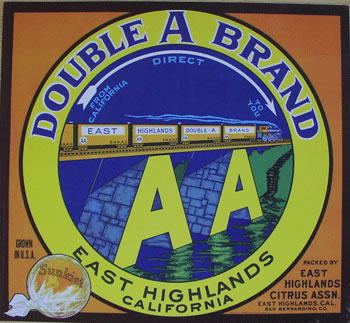 DOUBLE A BRAND
DIRECT
FROM
CALIFORNIA
TO
YOU
EAST HIGHLANDS DOUBLE-A BRAND
AA
EAST HIGHLANDS
CALIFORNIA
GROWN
IN U.S.A.
Sunkist
PACKED BY
EAST
HIGHLANDS
CITRUS ASSN.
EAST HIGHLANDS, CAL.
SAN BERNARDINO, CO.